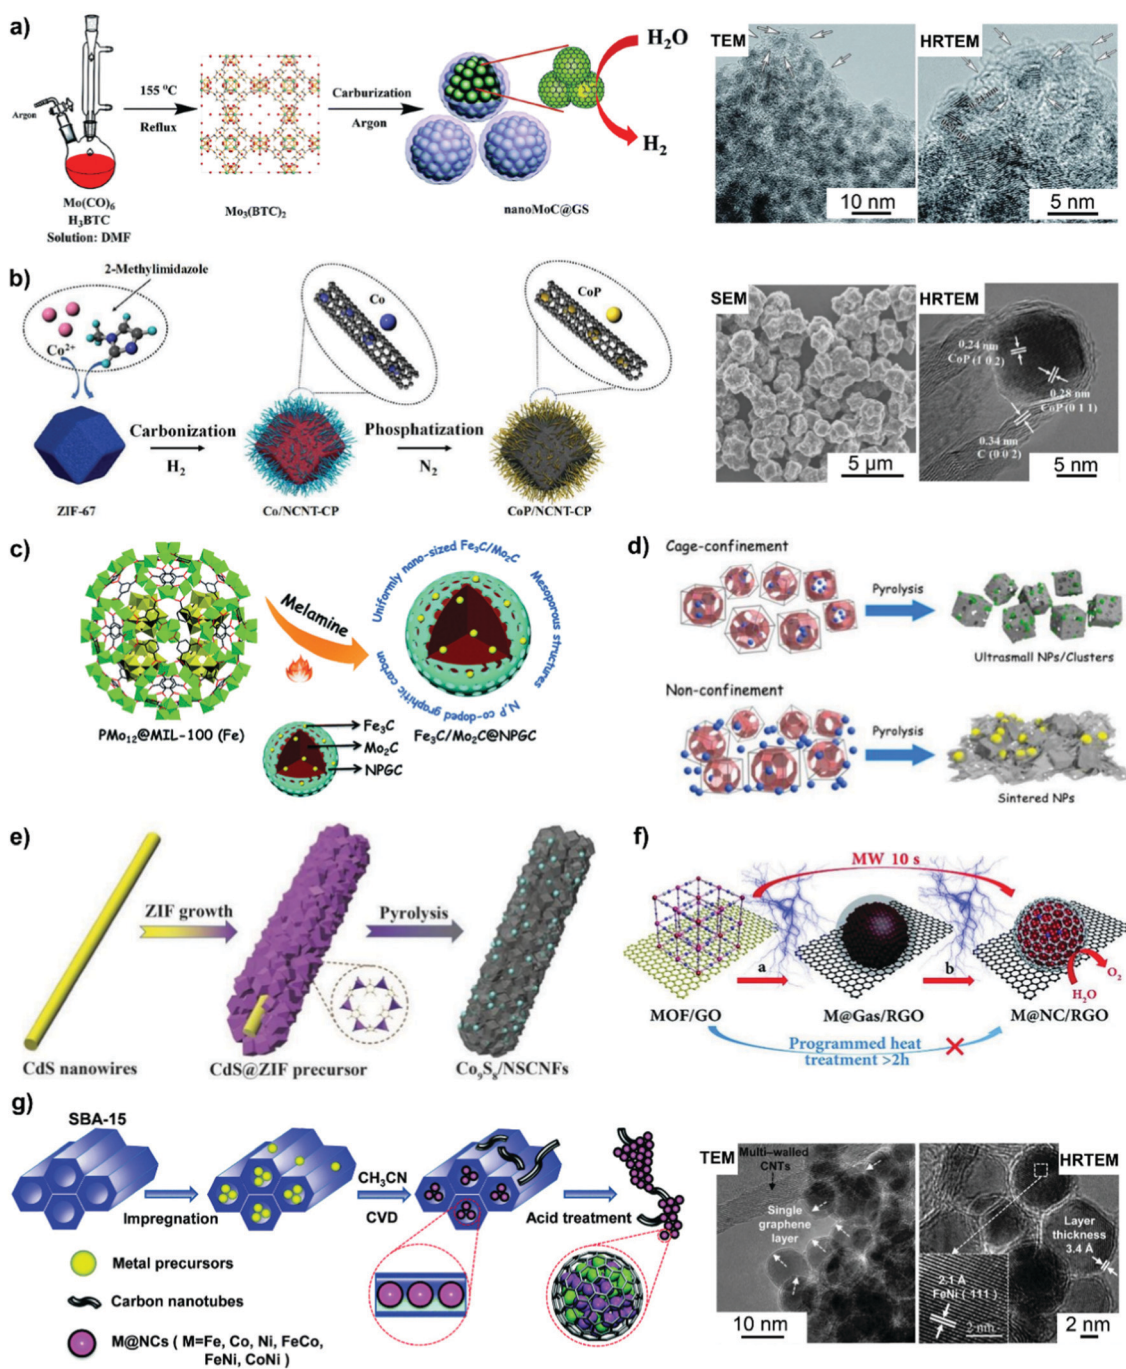 a)
Argon
155 °C
Reflux
Carburization
Argon
H₂O
H₂
Mo(CO)₆
H₃BTC
Solution: DMF
Mo₃(BTC)₂
nanoMoC@GS
TEM
10 nm
HRTEM
5 nm
b)
2-Methylimidazole
Co²⁺
Co
CoP
Carbonization
H₂
Phosphatization
N₂
ZIF-67
Co/NCNT-CP
CoP/NCNT-CP
SEM
5 µm
HRTEM
0.24 nm
CoP (1 0 2)
0.28 nm
CoP (0 1 1)
0.34 nm
C (0 0 2)
5 nm
c)
Melamine
Uniformly nano-sized Fe₃C/Mo₂C
Mesoporous structures
N,P co-doped graphitic carbon
PMo₁₂@MIL-100 (Fe)
Fe₃C/Mo₂C@NPGC
Fe₃C
Mo₂C
NPGC
d)
Cage-confinement
Pyrolysis
Ultrasmall NPs/Clusters
Non-confinement
Pyrolysis
Sintered NPs
e)
ZIF growth
Pyrolysis
CdS nanowires
CdS@ZIF precursor
Co₉S₈/NSCNFs
f)
MW 10 s
a
b
O₂
H₂O
MOF/GO
M@Gas/RGO
M@NC/RGO
Programmed heat
treatment >2h
g)
SBA-15
Impregnation
CH₃CN
CVD
Acid treatment
Metal precursors
Carbon nanotubes
M@NCs ( M=Fe, Co, Ni, FeCo,
FeNi, CoNi )
TEM
Multi–walled
CNTs
Single
graphene
layer
10 nm
HRTEM
Layer
thickness
3.4 Å
2.1 Å
FeNi ( 111 )
2 nm
2 nm